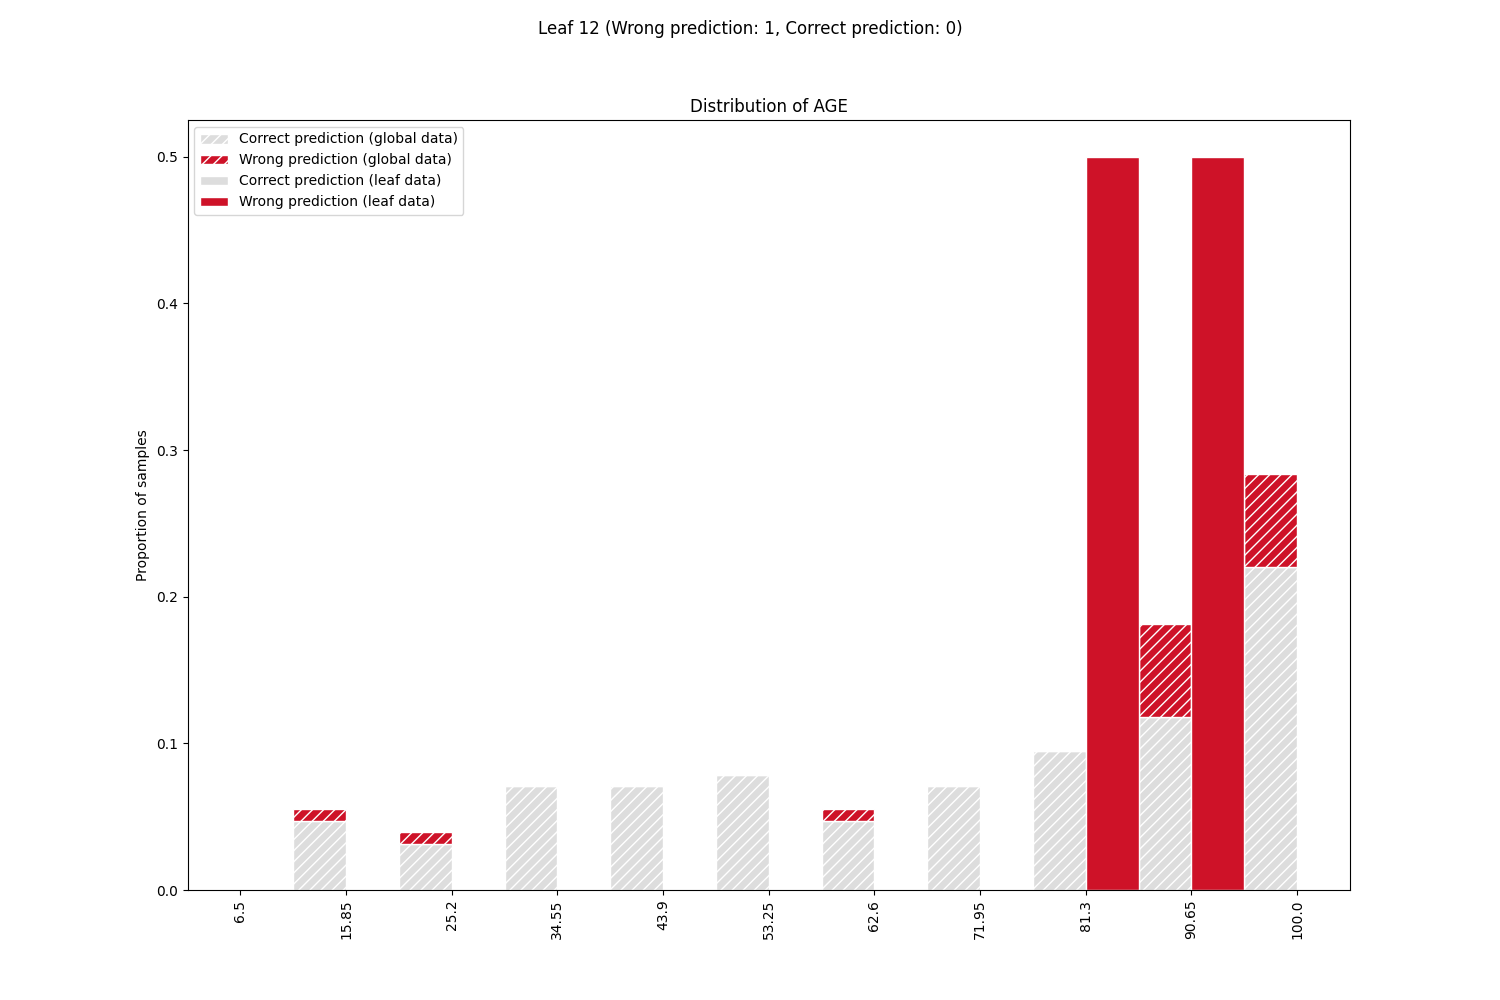 Leaf 12 (Wrong prediction: 1, Correct prediction: 0)
Distribution of AGE
Correct prediction (global data)
Wrong prediction (global data)
Correct prediction (leaf data)
Wrong prediction (leaf data)
Proportion of samples
0.5
0.4
0.3
0.2
0.1
0.0
6.5
15.85
25.2
34.55
43.9
53.25
62.6
71.95
81.3
90.65
100.0